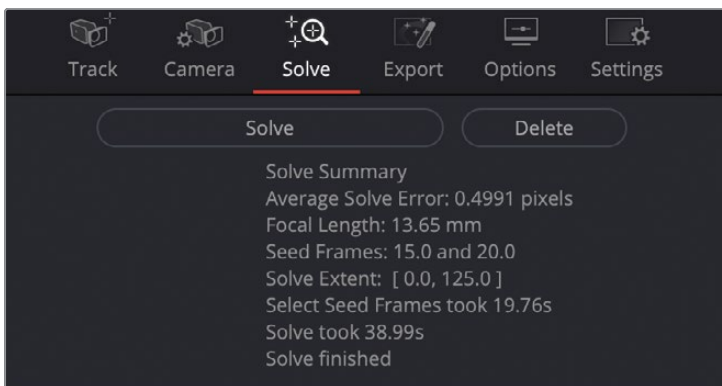 Track Camera Solve Export Options Settings
Solve Delete
Solve Summary
Average Solve Error: 0.4991 pixels
Focal Length: 13.65 mm
Seed Frames: 15.0 and 20.0
Solve Extent: [ 0.0, 125.0 ]
Select Seed Frames took 19.76s
Solve took 38.99s
Solve finished